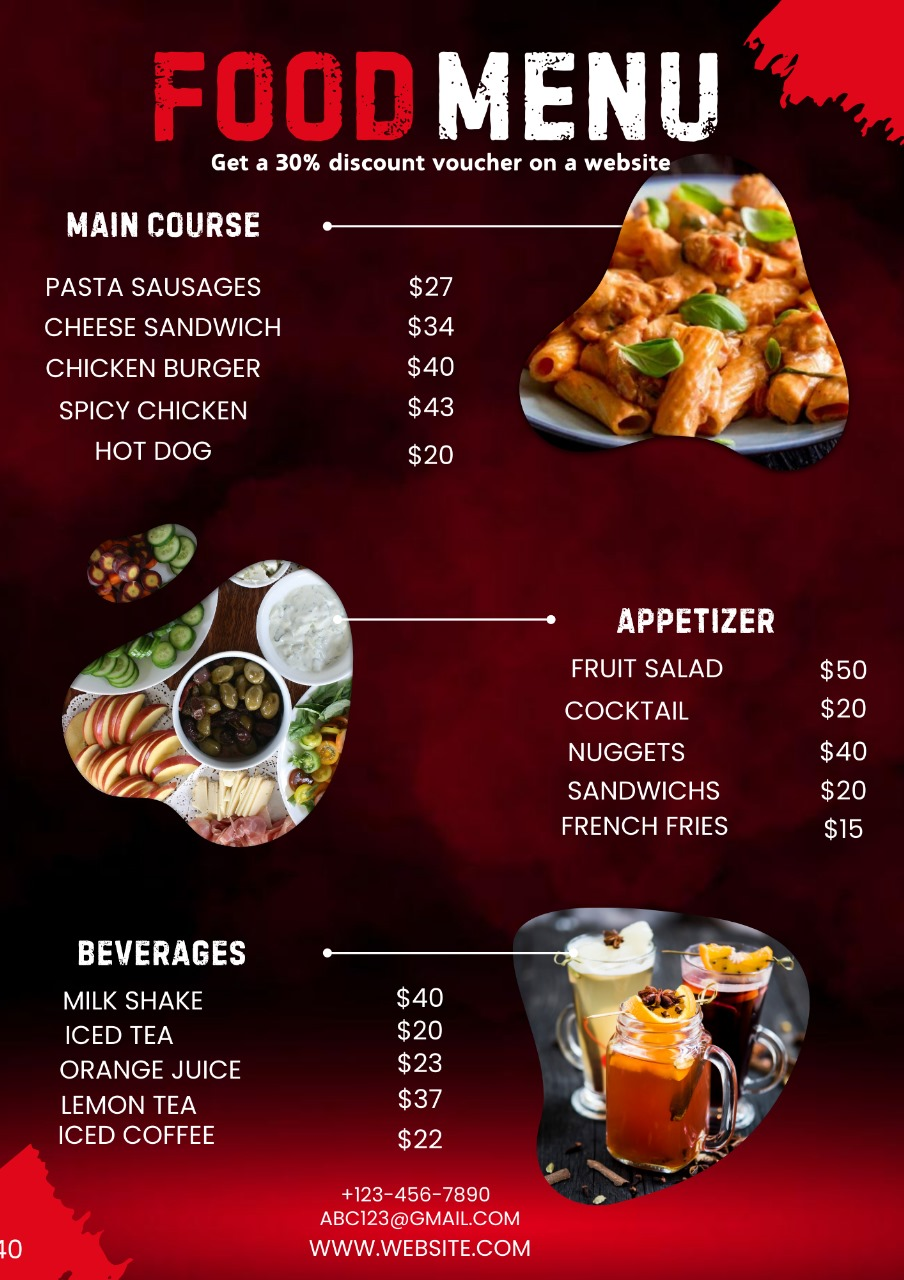 FOOD MENU
Get a 30% discount voucher on a website
MAIN COURSE
PASTA SAUSAGES $27
CHEESE SANDWICH $34
CHICKEN BURGER $40
SPICY CHICKEN $43
HOT DOG $20
APPETIZER
FRUIT SALAD $50
COCKTAIL $20
NUGGETS $40
SANDWICHS $20
FRENCH FRIES $15
BEVERAGES
MILK SHAKE $40
ICED TEA $20
ORANGE JUICE $23
LEMON TEA $37
ICED COFFEE $22
+123-456-7890
ABC123@GMAIL.COM
WWW.WEBSITE.COM
40